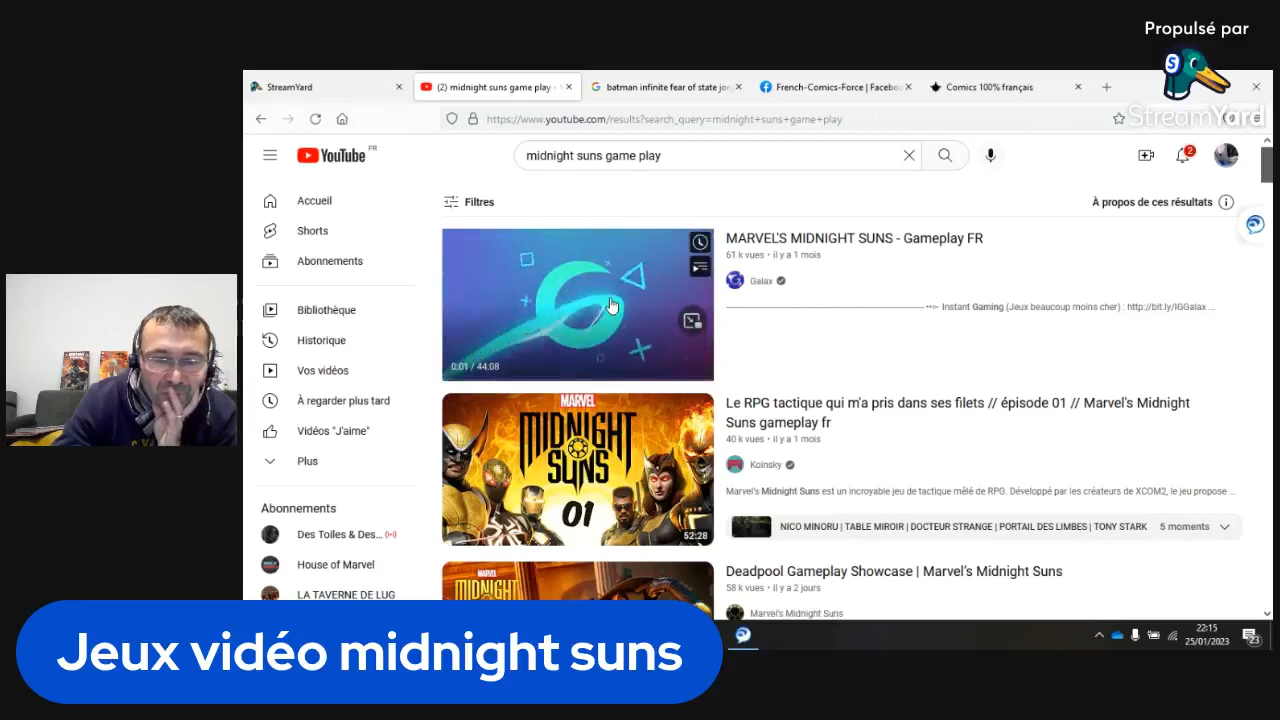 Propulsé par
StreamYard
StreamYard
(2) midnight suns game play -
batman infinite fear of state jo
French-Comics-Force | Facebo
Comics 100% français
https://www.youtube.com/results?search_query=midnight+suns+game+play
YouTube FR
midnight suns game play
2
Accueil
Shorts
Abonnements
Bibliothèque
Historique
Vos vidéos
À regarder plus tard
Vidéos "J'aime"
Plus
Abonnements
Des Toiles & Des...
House of Marvel
LA TAVERNE DE LUG
Filtres
À propos de ces résultats
0:01 / 44:08
MARVEL'S MIDNIGHT SUNS - Gameplay FR
61 k vues • il y a 1 mois
Galax
Instant Gaming (Jeux beaucoup moins cher) : http://bit.ly/IGGalax ...
MARVEL
MIDNIGHT
SUNS
01
52:28
Le RPG tactique qui m'a pris dans ses filets // épisode 01 // Marvel's Midnight
Suns gameplay fr
40 k vues • il y a 1 mois
Koinsky
Marvel's Midnight Suns est un incroyable jeu de tactique mêlé de RPG. Développé par les créateurs de XCOM2, le jeu propose ...
NICO MINORU | TABLE MIROIR | DOCTEUR STRANGE | PORTAIL DES LIMBES | TONY STARK
5 moments
MARVEL
MIDNIGHT
Deadpool Gameplay Showcase | Marvel's Midnight Suns
58 k vues • il y a 2 jours
Marvel's Midnight Suns
22:15
25/01/2023
23
Jeux vidéo midnight suns